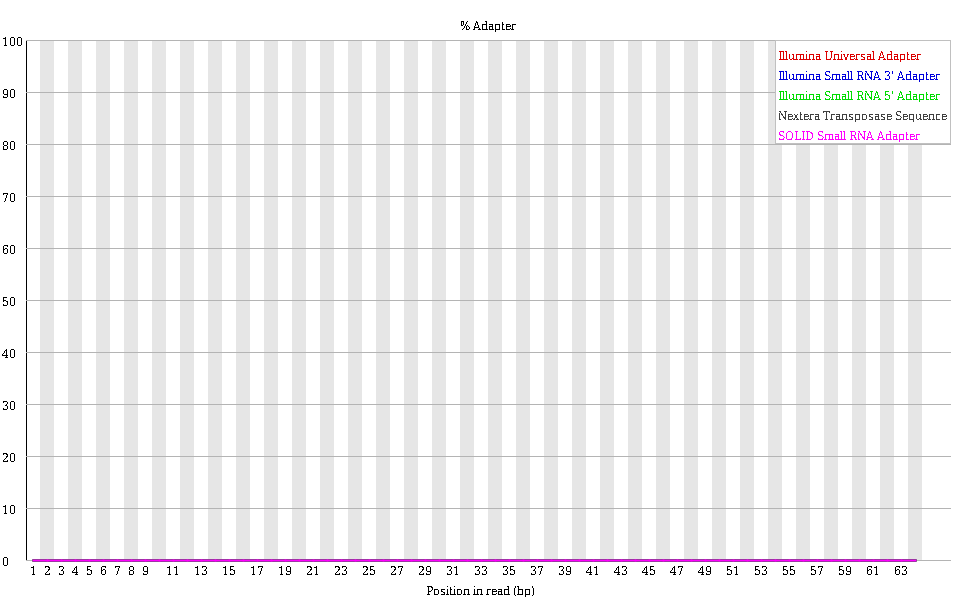 % Adapter
100
90
80
70
60
50
40
30
20
10
0
Illumina Universal Adapter
Illumina Small RNA 3' Adapter
Illumina Small RNA 5' Adapter
Nextera Transposase Sequence
SOLID Small RNA Adapter
1 2 3 4 5 6 7 8 9 11 13 15 17 19 21 23 25 27 29 31 33 35 37 39 41 43 45 47 49 51 53 55 57 59 61 63
Position in read (bp)